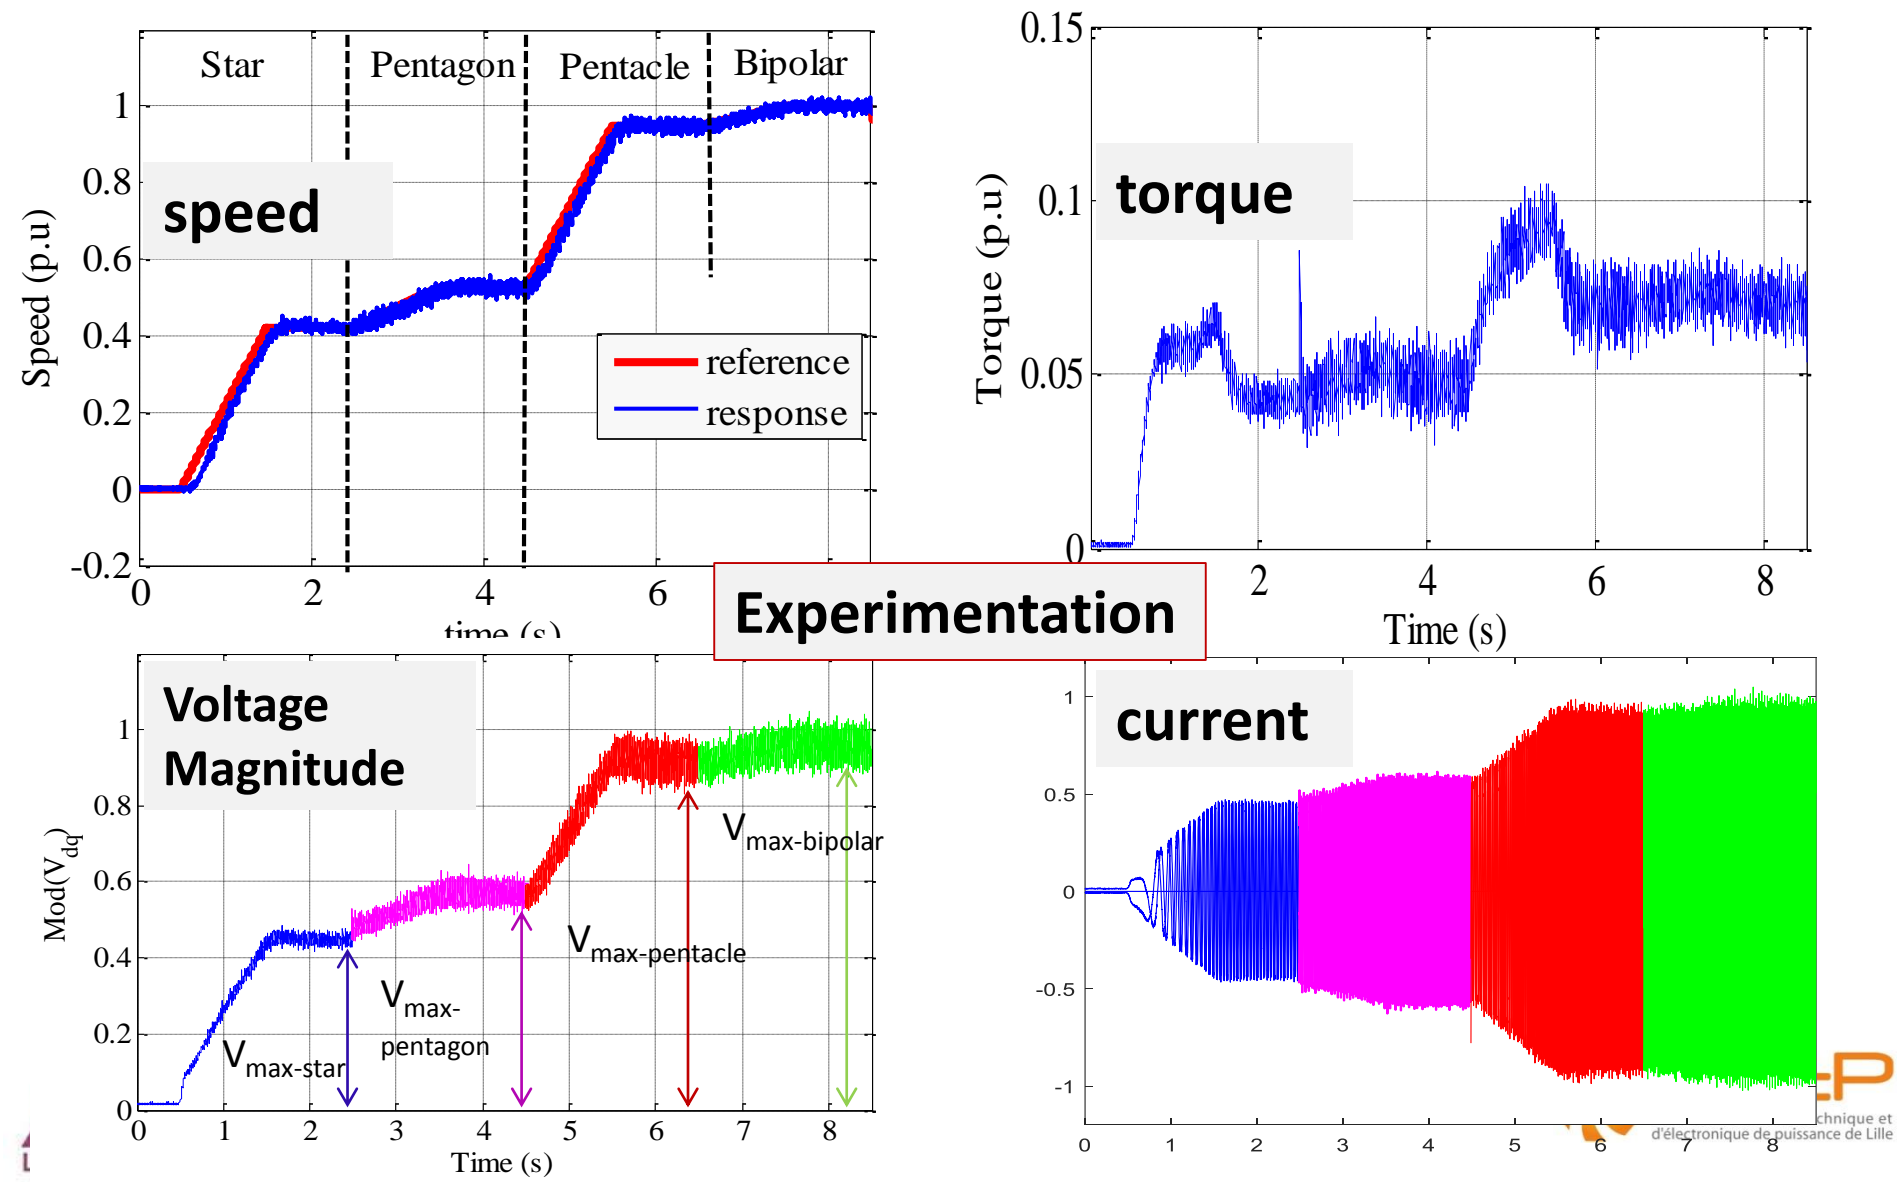 Star Pentagon Pentacle Bipolar
speed
Speed (p.u)
1
0.8
0.6
0.4
0.2
0
-0.2
reference
response
0 2 4 6
time (s)
torque
Torque (p.u)
0.15
0.1
0.05
0
2 4 6 8
Time (s)
Experimentation
Voltage
Magnitude
Mod(Vdq)
1
0.8
0.6
0.4
0.2
0
Vmax-bipolar
Vmax-pentacle
Vmax-
pentagon
Vmax-star
0 1 2 3 4 5 6 7 8
Time (s)
current
1
0.5
0
-0.5
-1
0 1 2 3 4 5 6 7 8
P
chnique et
d'électronique de puissance de Lille